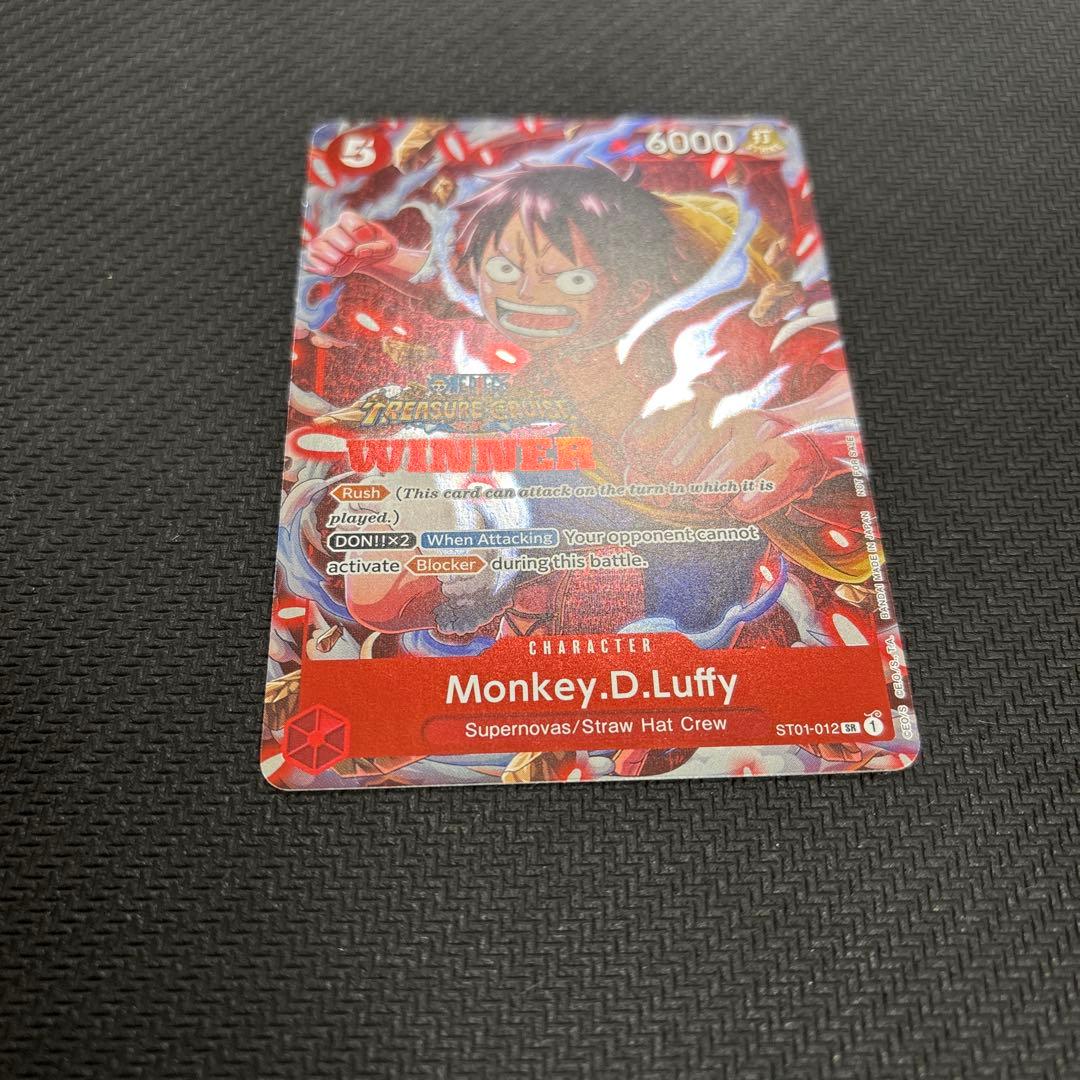 5 6000 打
TREASURE CRUISE
WINNER
Rush (This card can attack on the turn in which it is
played.)
DON!!×2 When Attacking Your opponent cannot
activate Blocker during this battle.
CHARACTER
Monkey.D.Luffy
Supernovas/Straw Hat Crew
ST01-012 SR 1
©E.O./S., T.A. BANDAI MADE IN JAPAN NOT FOR SALE